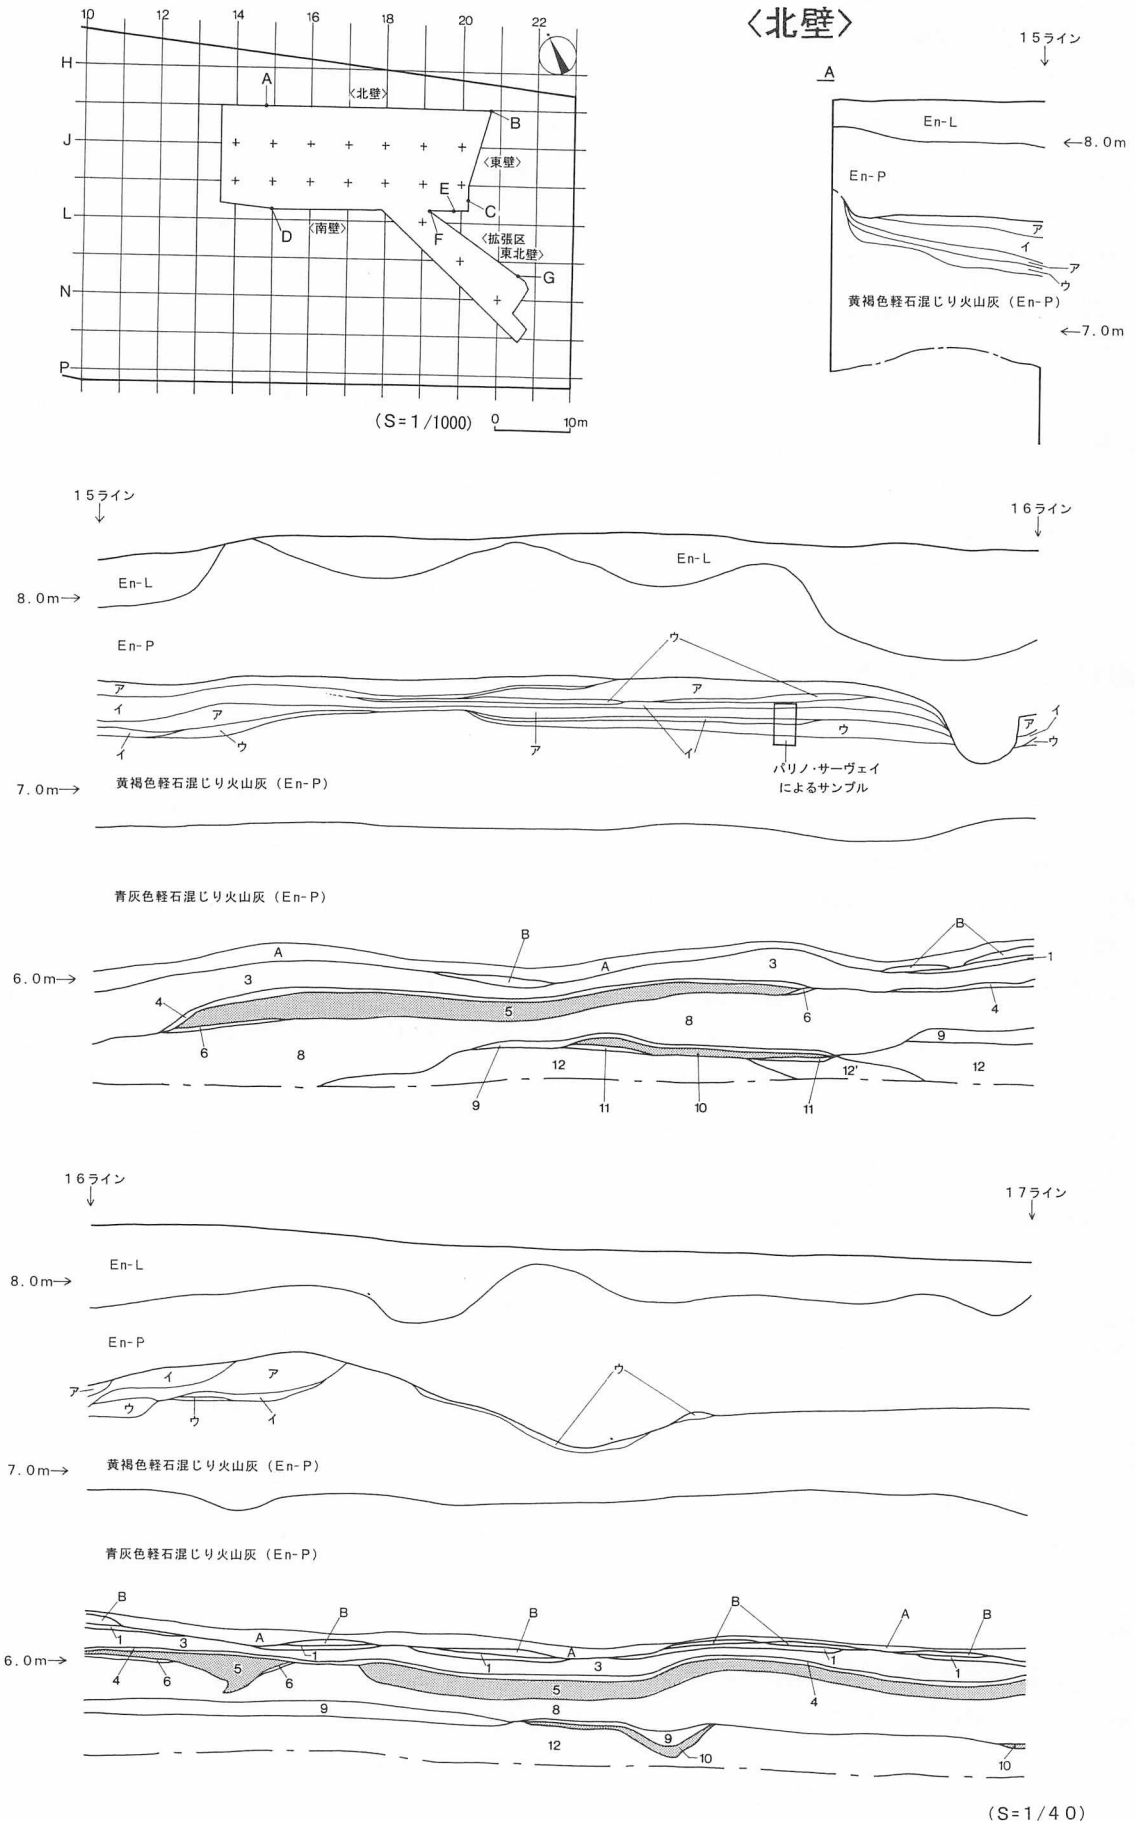 10 12 14 16 18 20 22
H
A
〈北壁〉
B
J
〈東壁〉
E
C
L
D
〈南壁〉
F
〈拡張区
東北壁〉
G
N
P
(S=1/1000) 0 10m
〈北壁〉
15ライン
A
En-L
←8.0m
En-P
ア
イ
ア
ウ
黄褐色軽石混じり火山灰(En-P)
←7.0m
15ライン
16ライン
En-L
En-L
8.0m→
En-P
ウ
ア
ア
イ
ア
イ
ア
ウ
イ
ウ
ア
イ
ウ
ウ
イ
パリノ・サーヴェイ
によるサンプル
黄褐色軽石混じり火山灰(En-P)
7.0m→
青灰色軽石混じり火山灰(En-P)
B
B
A
A
3
1
6.0m→
3
4
5
6
4
8
6
8
9
12
12'
12
9
11
10
11
16ライン
17ライン
En-L
8.0m→
En-P
イ
ア
ウ
ア
ウ
ウ
イ
7.0m→
黄褐色軽石混じり火山灰(En-P)
青灰色軽石混じり火山灰(En-P)
B
B
B
B
A
B
1
3
A
1
A
1
1
6.0m→
3
1
4
6
5
6
5
4
9
8
12
9
10
10
(S=1/40)